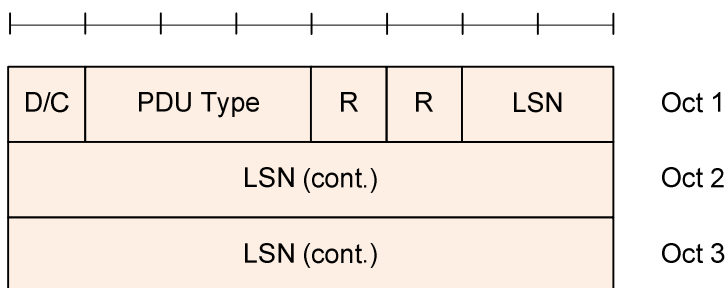 D/C PDU Type R R LSN Oct 1
LSN (cont.) Oct 2
LSN (cont.) Oct 3